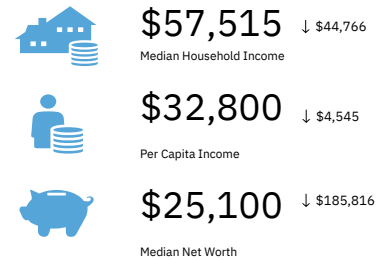 $57,515 ↓ $44,766
Median Household Income
$32,800 ↓ $4,545
Per Capita Income
$25,100 ↓ $185,816
Median Net Worth